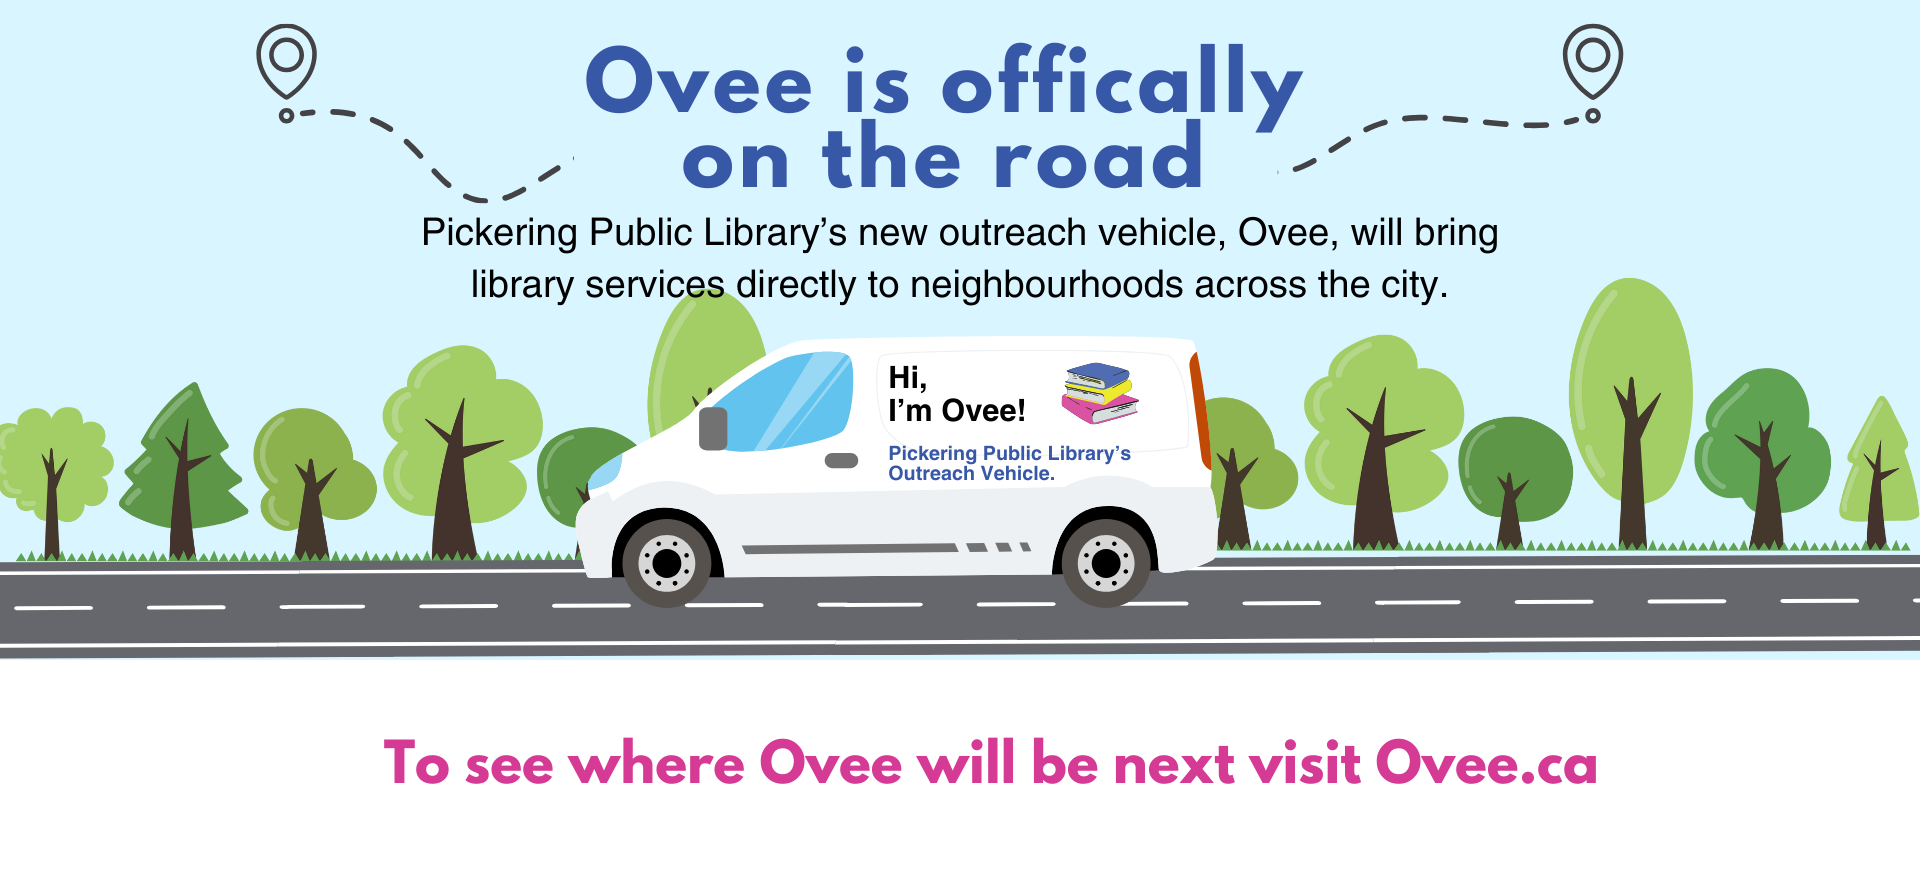 Ovee is offically
on the road
Pickering Public Library’s new outreach vehicle, Ovee, will bring
library services directly to neighbourhoods across the city.
Hi,
I’m Ovee!
Pickering Public Library’s
Outreach Vehicle.
To see where Ovee will be next visit Ovee.ca